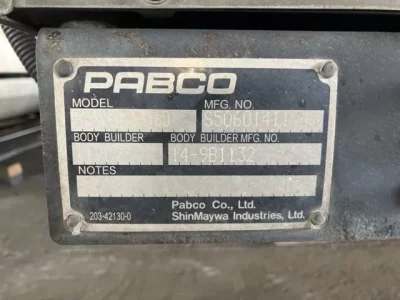 PABCO
MODEL MFG. NO.
S50601411
BODY BUILDER BODY BUILDER MFG. NO.
14-9B1132
NOTES
Pabco Co., Ltd.
203-42130-0 ShinMaywa Industries, Ltd.